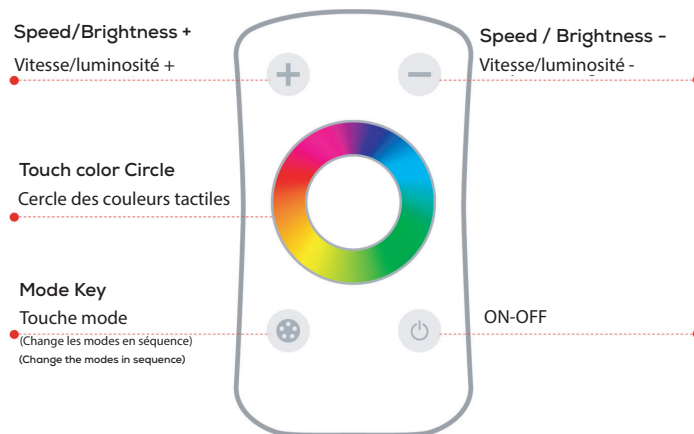 Speed/Brightness +
Vitesse/luminosité +
Speed / Brightness -
Vitesse/luminosité -
Touch color Circle
Cercle des couleurs tactiles
Mode Key
Touche mode
(Change les modes en séquence)
(Change the modes in sequence)
ON-OFF